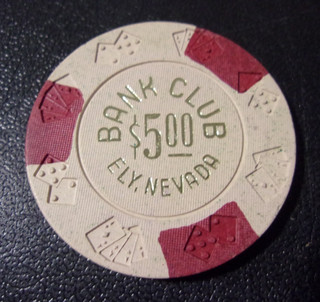 BANK CLUB
$5.00
ELY, NEVADA